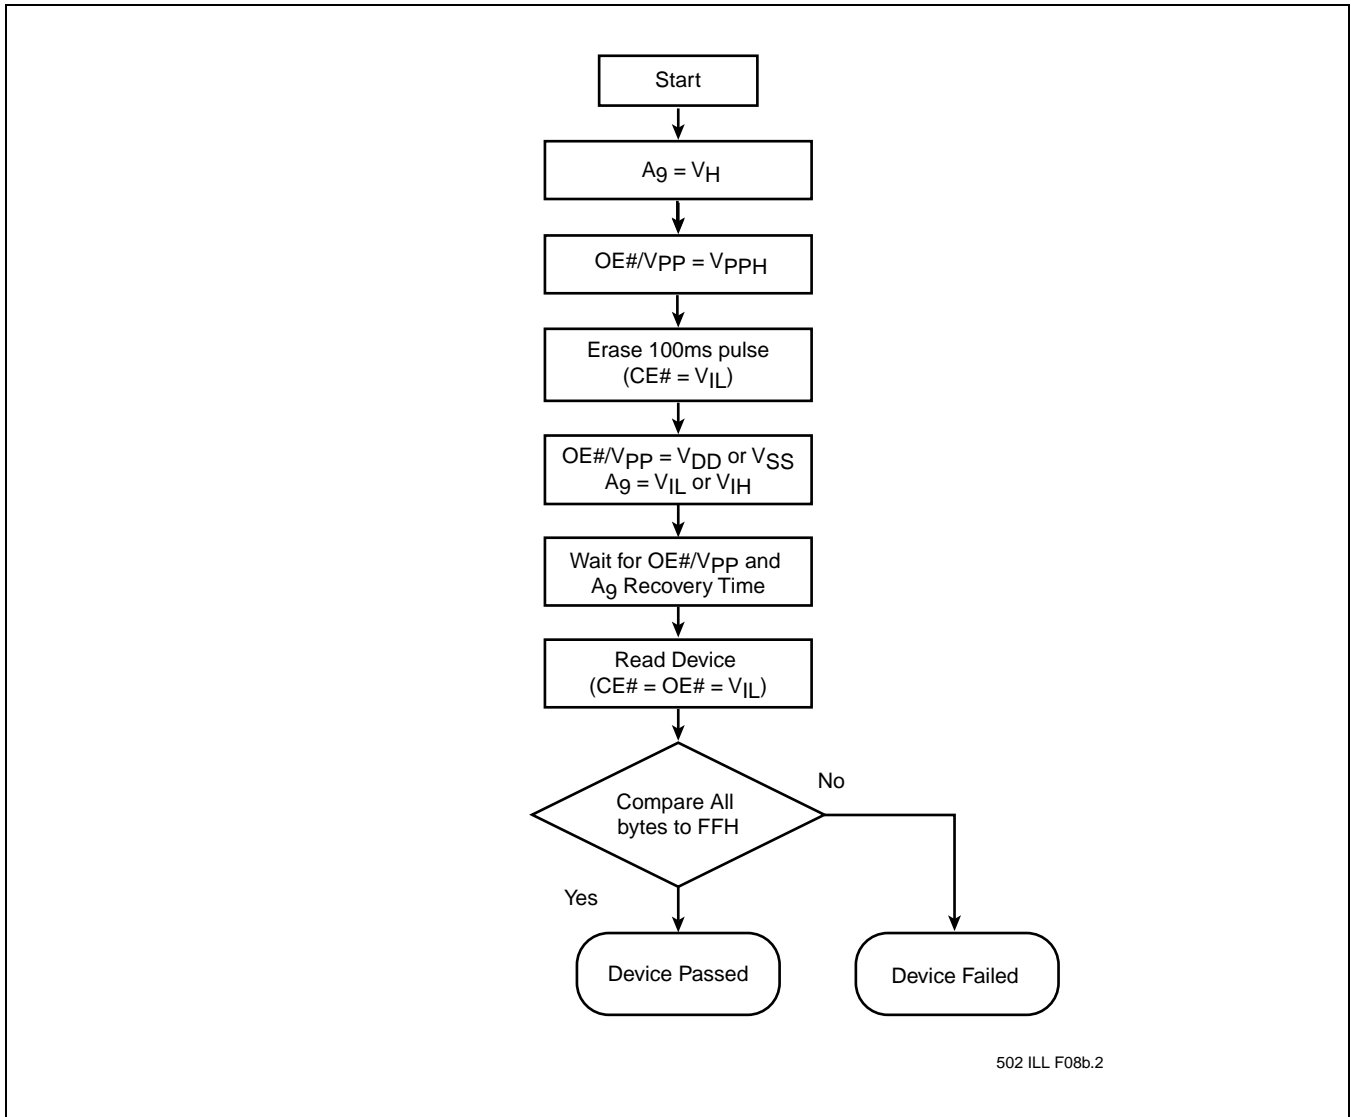 Start
A9 = VH
OE#/VPP = VPPH
Erase 100ms pulse
(CE# = VIL)
OE#/VPP = VDD or VSS
A9 = VIL or VIH
Wait for OE#/VPP and
A9 Recovery Time
Read Device
(CE# = OE# = VIL)
Compare All
bytes to FFH
No
Yes
Device Passed
Device Failed
502 ILL F08b.2